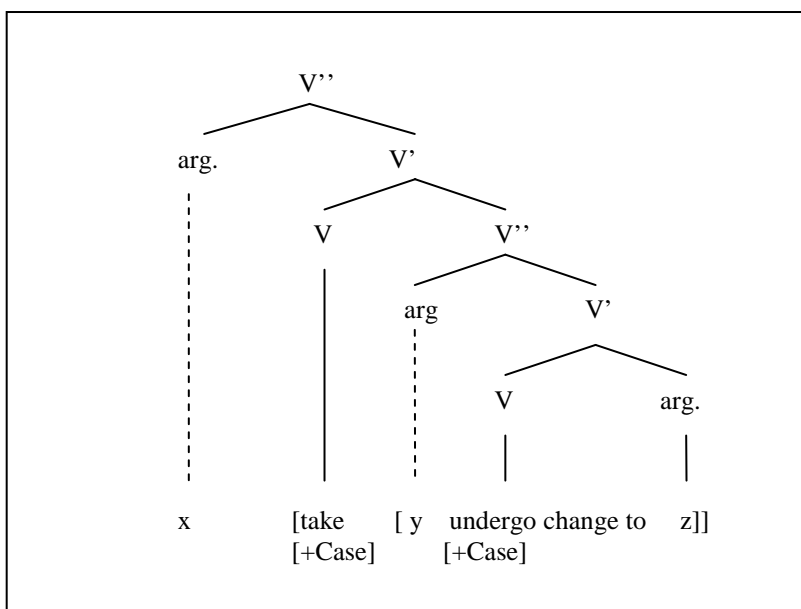 V’’
arg. V’
V V’’
arg V’
V arg.
x [take [ y undergo change to z]]
[+Case] [+Case]